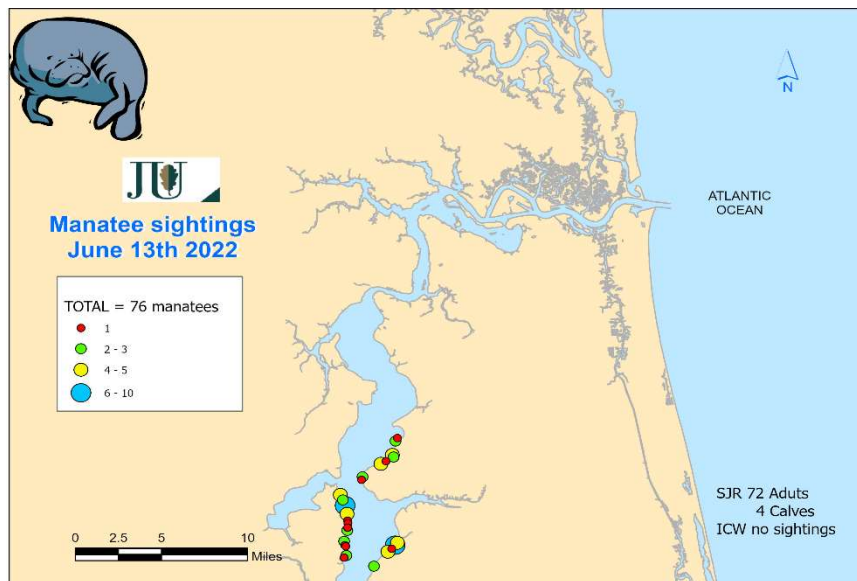 JU
Manatee sightings
June 13th 2022
TOTAL = 76 manatees
1
2 - 3
4 - 5
6 - 10
N
ATLANTIC
OCEAN
SJR 72 Aduts
4 Calves
ICW no sightings
0 2.5 5 10
Miles